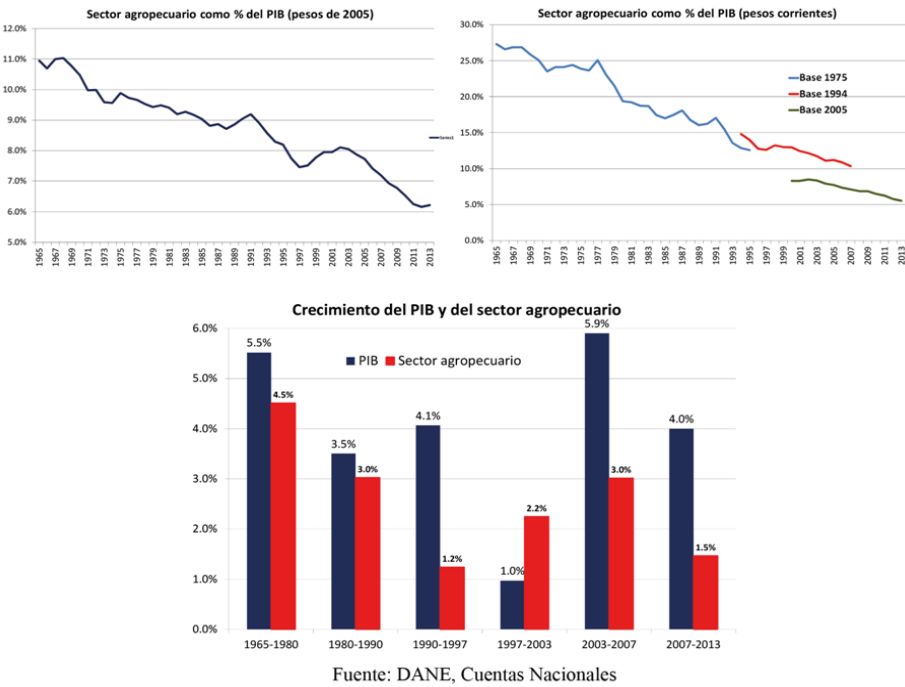 Sector agropecuario como % del PIB (pesos de 2005)
12.0%
11.0%
10.0%
9.0%
8.0%
7.0%
6.0%
5.0%
1965 1967 1969 1971 1973 1975 1977 1979 1981 1983 1985 1987 1989 1991 1993 1995 1997 1999 2001 2003 2005 2007 2009 2011 2013
Sector agropecuario como % del PIB (pesos corrientes)
30.0%
25.0%
20.0%
15.0%
10.0%
5.0%
0.0%
Base 1975
Base 1994
Base 2005
1965 1967 1969 1971 1973 1975 1977 1979 1981 1983 1985 1987 1989 1991 1993 1995 1997 1999 2001 2003 2005 2007 2009 2011 2013
Crecimiento del PIB y del sector agropecuario
6.0%
5.0%
4.0%
3.0%
2.0%
1.0%
0.0%
PIB Sector agropecuario
5.5% 4.5% 3.5% 3.0% 4.1% 1.2% 1.0% 2.2% 5.9% 3.0% 4.0% 1.5%
1965-1980 1980-1990 1990-1997 1997-2003 2003-2007 2007-2013
Fuente: DANE, Cuentas Nacionales